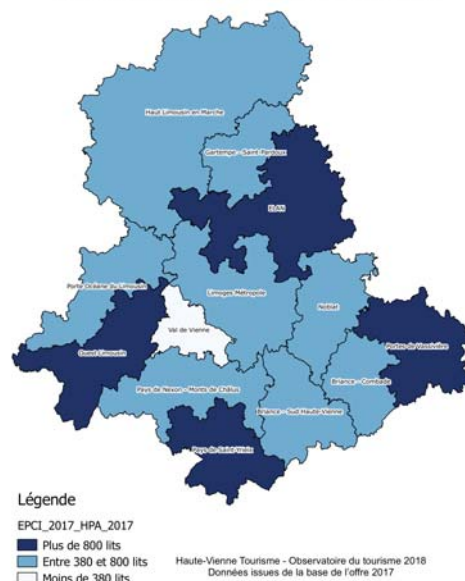 Haut Limousin en Marche
Gartempe - Saint-Pardoux
ELAN
Porte Océane du Limousin
Limoges Métropole
Noblat
Val de Vienne
Ouest Limousin
Portes de Vassivière
Pays de Nexon - Monts de Châlus
Briance - Combade
Briance - Sud Haute-Vienne
Pays de Saint-Yrieix
Légende
EPCI_2017_HPA_2017
Plus de 800 lits
Entre 380 et 800 lits
Moins de 380 lits
Haute-Vienne Tourisme - Observatoire du tourisme 2018
Données issues de la base de l'offre 2017